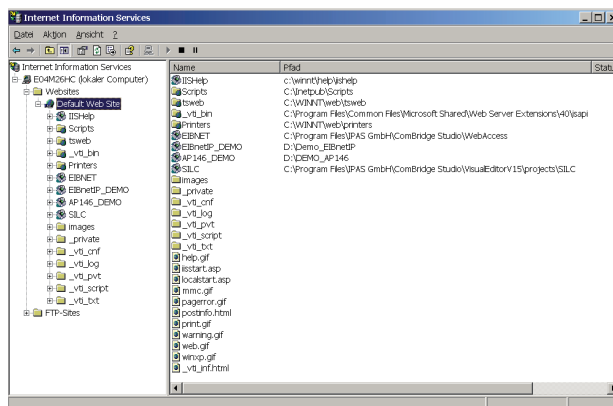 Internet Information Services
Datei Aktion Ansicht ?
Internet Information Services
E04M26HC (lokaler Computer)
Websites
Default Web Site
IISHelp
Scripts
tsweb
_vti_bin
Printers
EIBNET
EIBnetIP_DEMO
AP146_DEMO
SILC
images
_private
_vti_cnf
_vti_log
_vti_pvt
_vti_script
_vti_txt
FTP-Sites
Name Pfad Statu
IISHelp c:\winnt\help\iishelp
Scripts C:\Inetpub\Scripts
tsweb C:\WINNT\web\tsweb
_vti_bin C:\Program Files\Common Files\Microsoft Shared\Web Server Extensions\40\isapi
Printers C:\WINNT\web\printers
EIBNET C:\Program Files\IPAS GmbH\ComBridge Studio\WebAccess
EIBnetIP_DEMO D:\Demo_EIBnetIP
AP146_DEMO D:\DEMO_AP146
SILC C:\Program Files\IPAS GmbH\ComBridge Studio\VisualEditorV15\projects\SILC
images
_private
_vti_cnf
_vti_log
_vti_pvt
_vti_script
_vti_txt
help.gif
iisstart.asp
localstart.asp
mmc.gif
pagerror.gif
postinfo.html
print.gif
warning.gif
web.gif
winxp.gif
_vti_inf.html